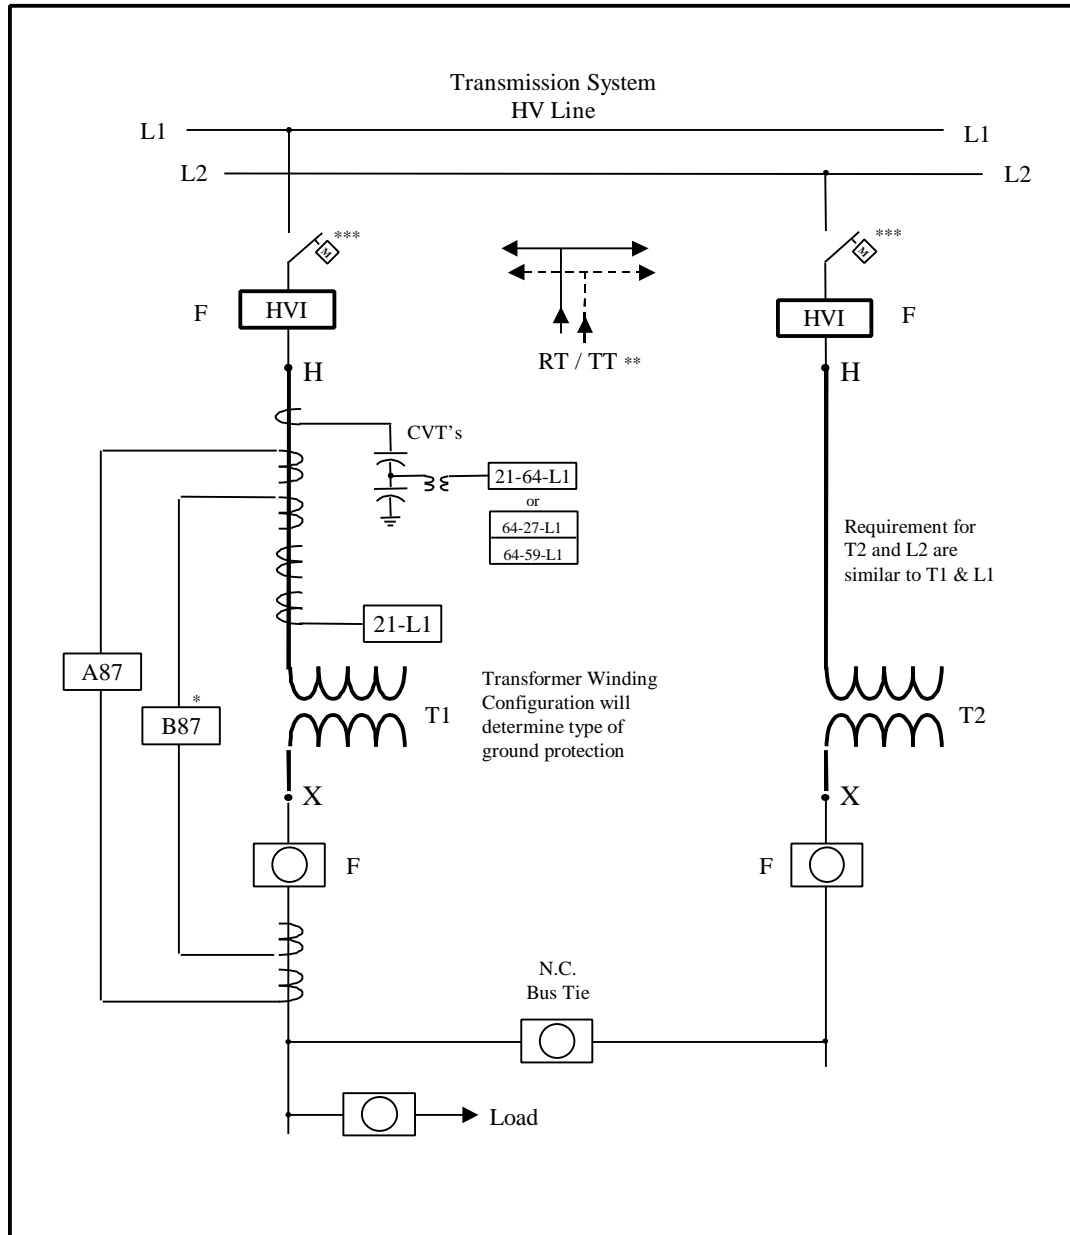 Transmission System
HV Line
L1
L1
L2
L2
M
***
M
***
F
HVI
HVI
F
RT / TT **
H
H
CVT's
21-64-L1
or
64-27-L1
64-59-L1
Requirement for
T2 and L2 are
similar to T1 & L1
21-L1
A87
*
B87
Transformer Winding
Configuration will
determine type of
ground protection
T1
T2
X
X
F
F
N.C.
Bus Tie
Load